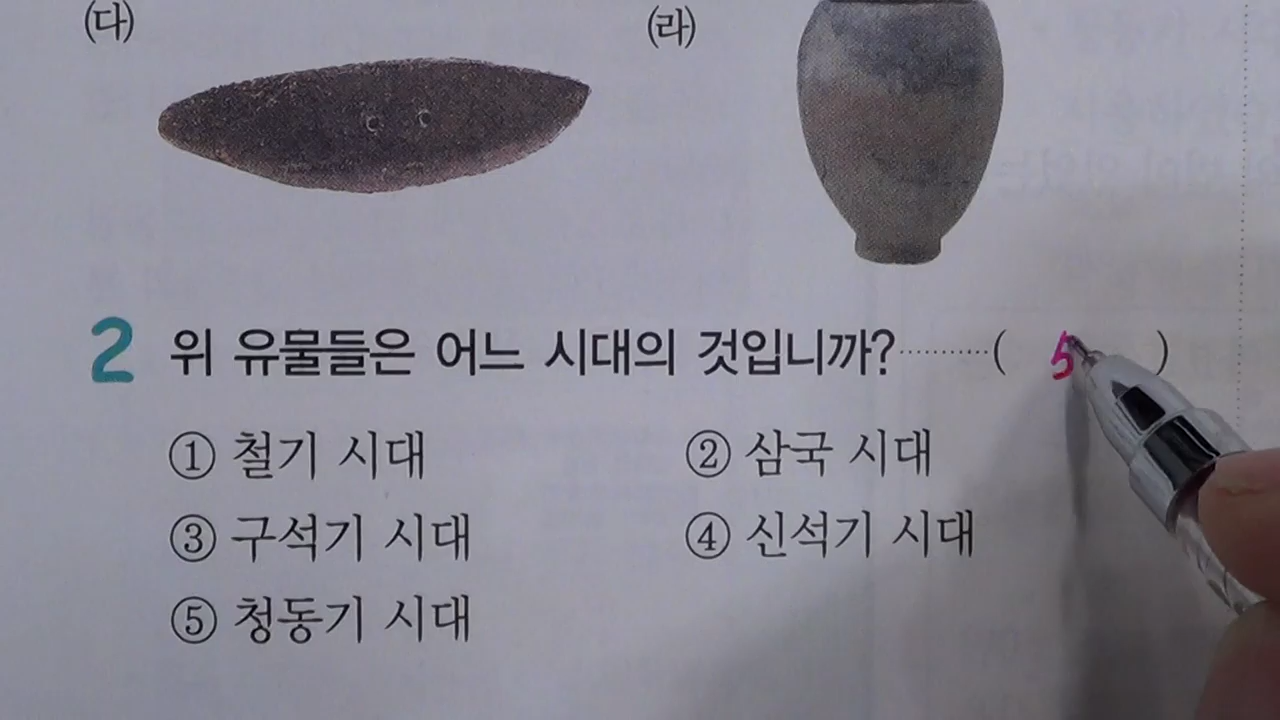 (다) (라)
2 위 유물들은 어느 시대의 것입니까?…………( 5 )
① 철기 시대 ② 삼국 시대
③ 구석기 시대 ④ 신석기 시대
⑤ 청동기 시대